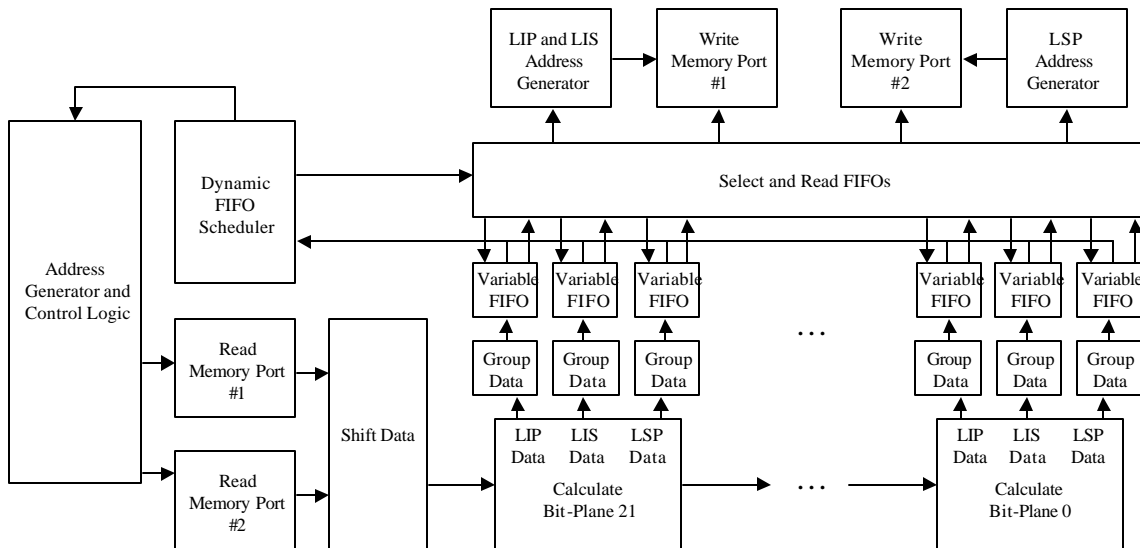 LIP and LIS
Address
Generator
Write
Memory Port
#1
Write
Memory Port
#2
LSP
Address
Generator
Dynamic
FIFO
Scheduler
Select and Read FIFOs
Address
Generator and
Control Logic
Variable
FIFO
Variable
FIFO
Variable
FIFO
...
Variable
FIFO
Variable
FIFO
Variable
FIFO
Group
Data
Group
Data
Group
Data
Group
Data
Group
Data
Group
Data
Read
Memory Port
#1
Read
Memory Port
#2
Shift Data
LIP
Data
LIS
Data
LSP
Data
Calculate
Bit-Plane 21
...
LIP
Data
LIS
Data
LSP
Data
Calculate
Bit-Plane 0